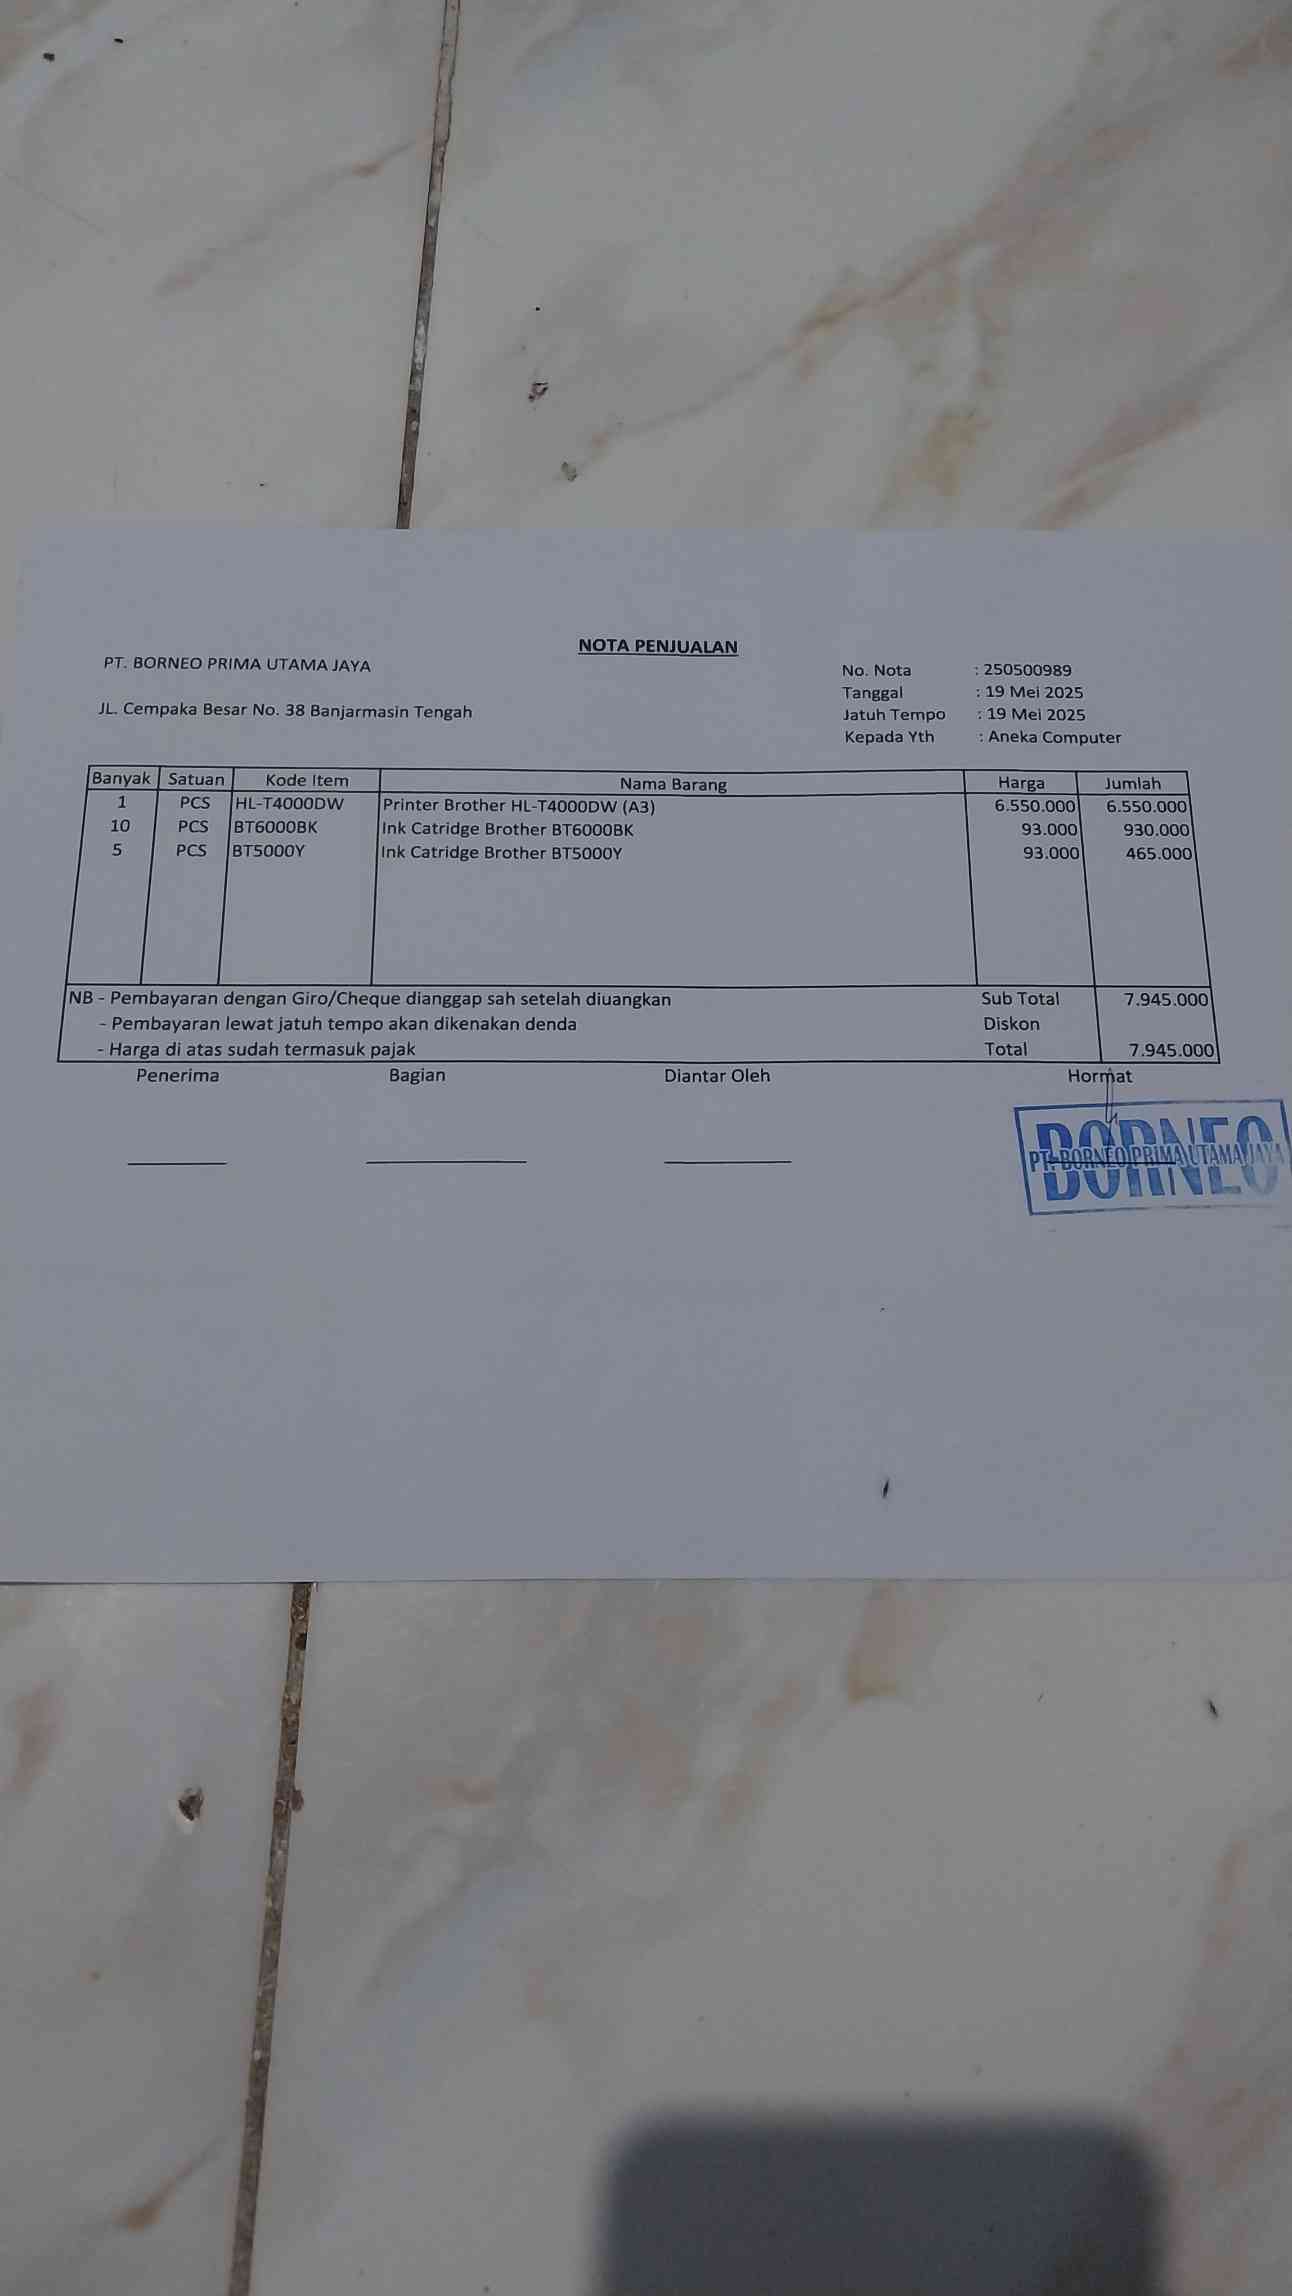 NOTA PENJUALAN
PT. BORNEO PRIMA UTAMA JAYA
JL. Cempaka Besar No. 38 Banjarmasin Tengah
No. Nota : 250500989
Tanggal : 19 Mei 2025
Jatuh Tempo : 19 Mei 2025
Kepada Yth : Aneka Computer
Banyak Satuan Kode Item Nama Barang Harga Jumlah
1 PCS HL-T4000DW Printer Brother HL-T4000DW (A3) 6.550.000 6.550.000
10 PCS BT6000BK Ink Catridge Brother BT6000BK 93.000 930.000
5 PCS BT5000Y Ink Catridge Brother BT5000Y 93.000 465.000
NB - Pembayaran dengan Giro/Cheque dianggap sah setelah diuangkan Sub Total 7.945.000
- Pembayaran lewat jatuh tempo akan dikenakan denda Diskon
- Harga di atas sudah termasuk pajak Total 7.945.000
Penerima Bagian Diantar Oleh Hormat
BORNEO
PT. BORNEO PRIMA UTAMA JAYA